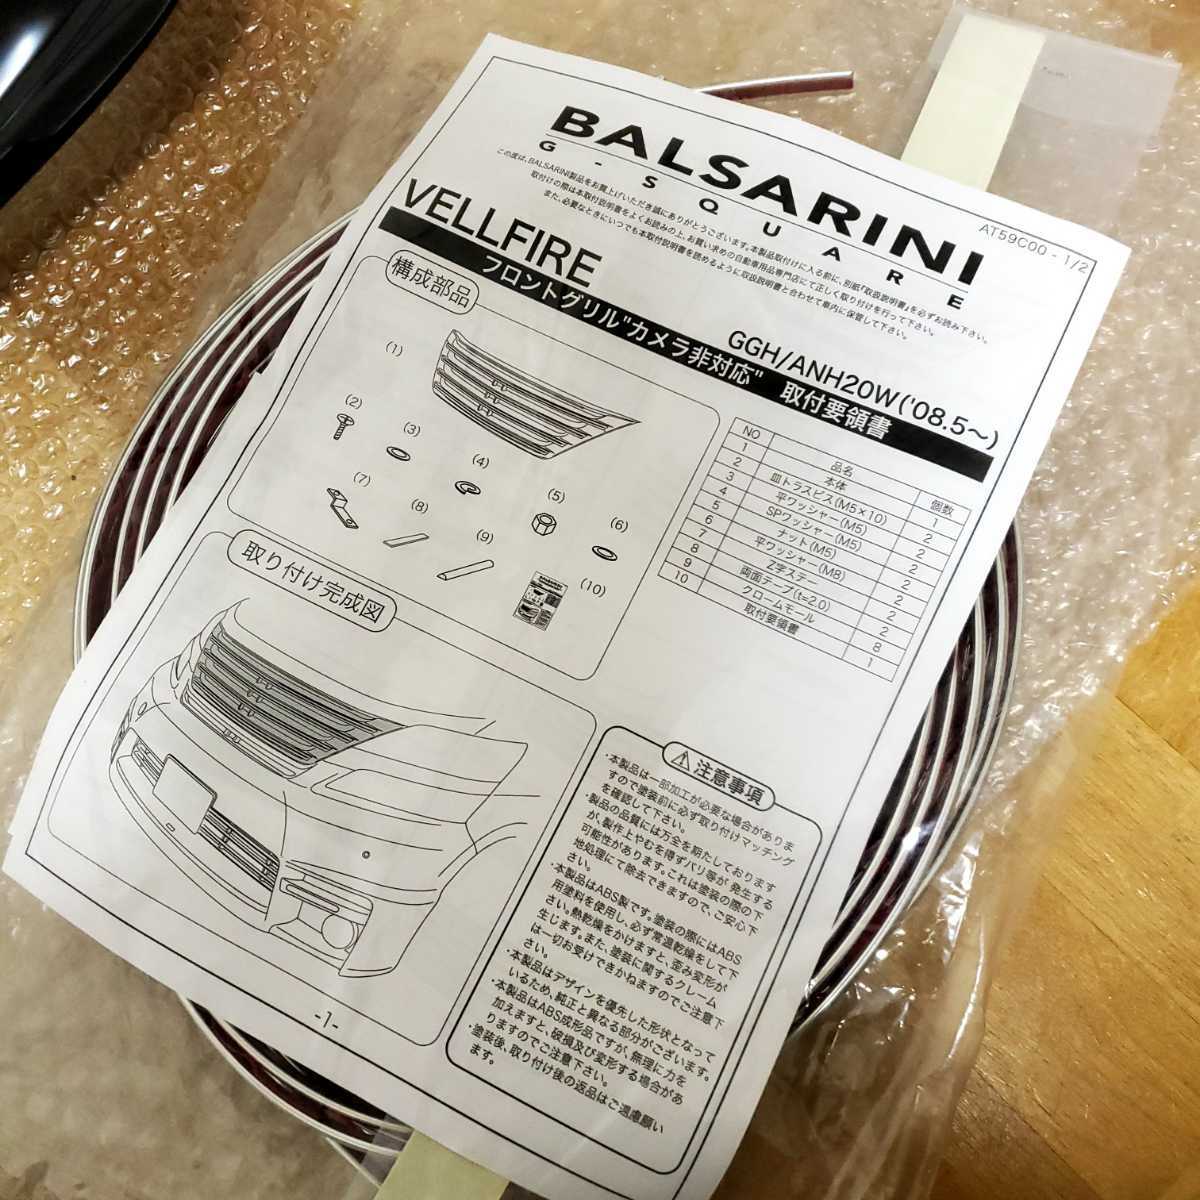 AT59C00 - 1/2
BALSARINI
G-SQUARE
この度は、BALSARINI製品をお買上げいただき誠にありがとうございます。本製品取付けに入る前に、別紙『取扱説明書』を必ずお読み下さい。
取付けの際は本取付説明書をよくお読みの上、お買い求めの自動車用品専門店にて正しく取り付けを行って下さい。
また、必要なときにいつでも本取付説明書を読めるように取扱説明書と合わせて車内に保管して下さい。
VELLFIRE
GGH/ANH20W('08.5～)
フロントグリル"カメラ非対応" 取付要領書
構成部品
(1)
(2)
(3)
(4)
(5)
(6)
(7)
(8)
(9)
(10)
NO 品名 個数
1 本体 1
2 皿トラスビス(M5×10) 2
3 平ワッシャー(M5) 2
4 SPワッシャー(M5) 2
5 ナット(M5) 2
6 平ワッシャー(M8) 2
7 Z字ステー 2
8 両面テープ(t=2.0) 2
9 クロームモール 8
10 取付要領書 1
取り付け完成図
注意事項
・本製品は一部加工が必要な場合がありま
すので塗装前に必ず取り付けマッチング
を確認して下さい。
・製品の品質には万全を期たしております
が、製作上やむを得ずバリ等が 発生する
可能性があります。これは塗装の際の下
地処理にて除去できますので、ご安心下
さい。
・本製品はABS製です。塗装の際にはABS
用塗料を使用し、必ず常温乾燥をして下
さい。熱乾燥をかけますと、歪み変形が
生じます。また、塗装に関するクレーム
は一切お受けできかねますのでご注意下
さい。
・本製品はデザインを優先した形状となって
いるため、純正と異なる部分がございます。
・本製品はABS成形品ですが、無理に力を
加えますと、破損及び変形する場合があ
りますのでご注意下さい。
・塗装後、取り付け後の返品はご遠慮願い
ます。
-1-